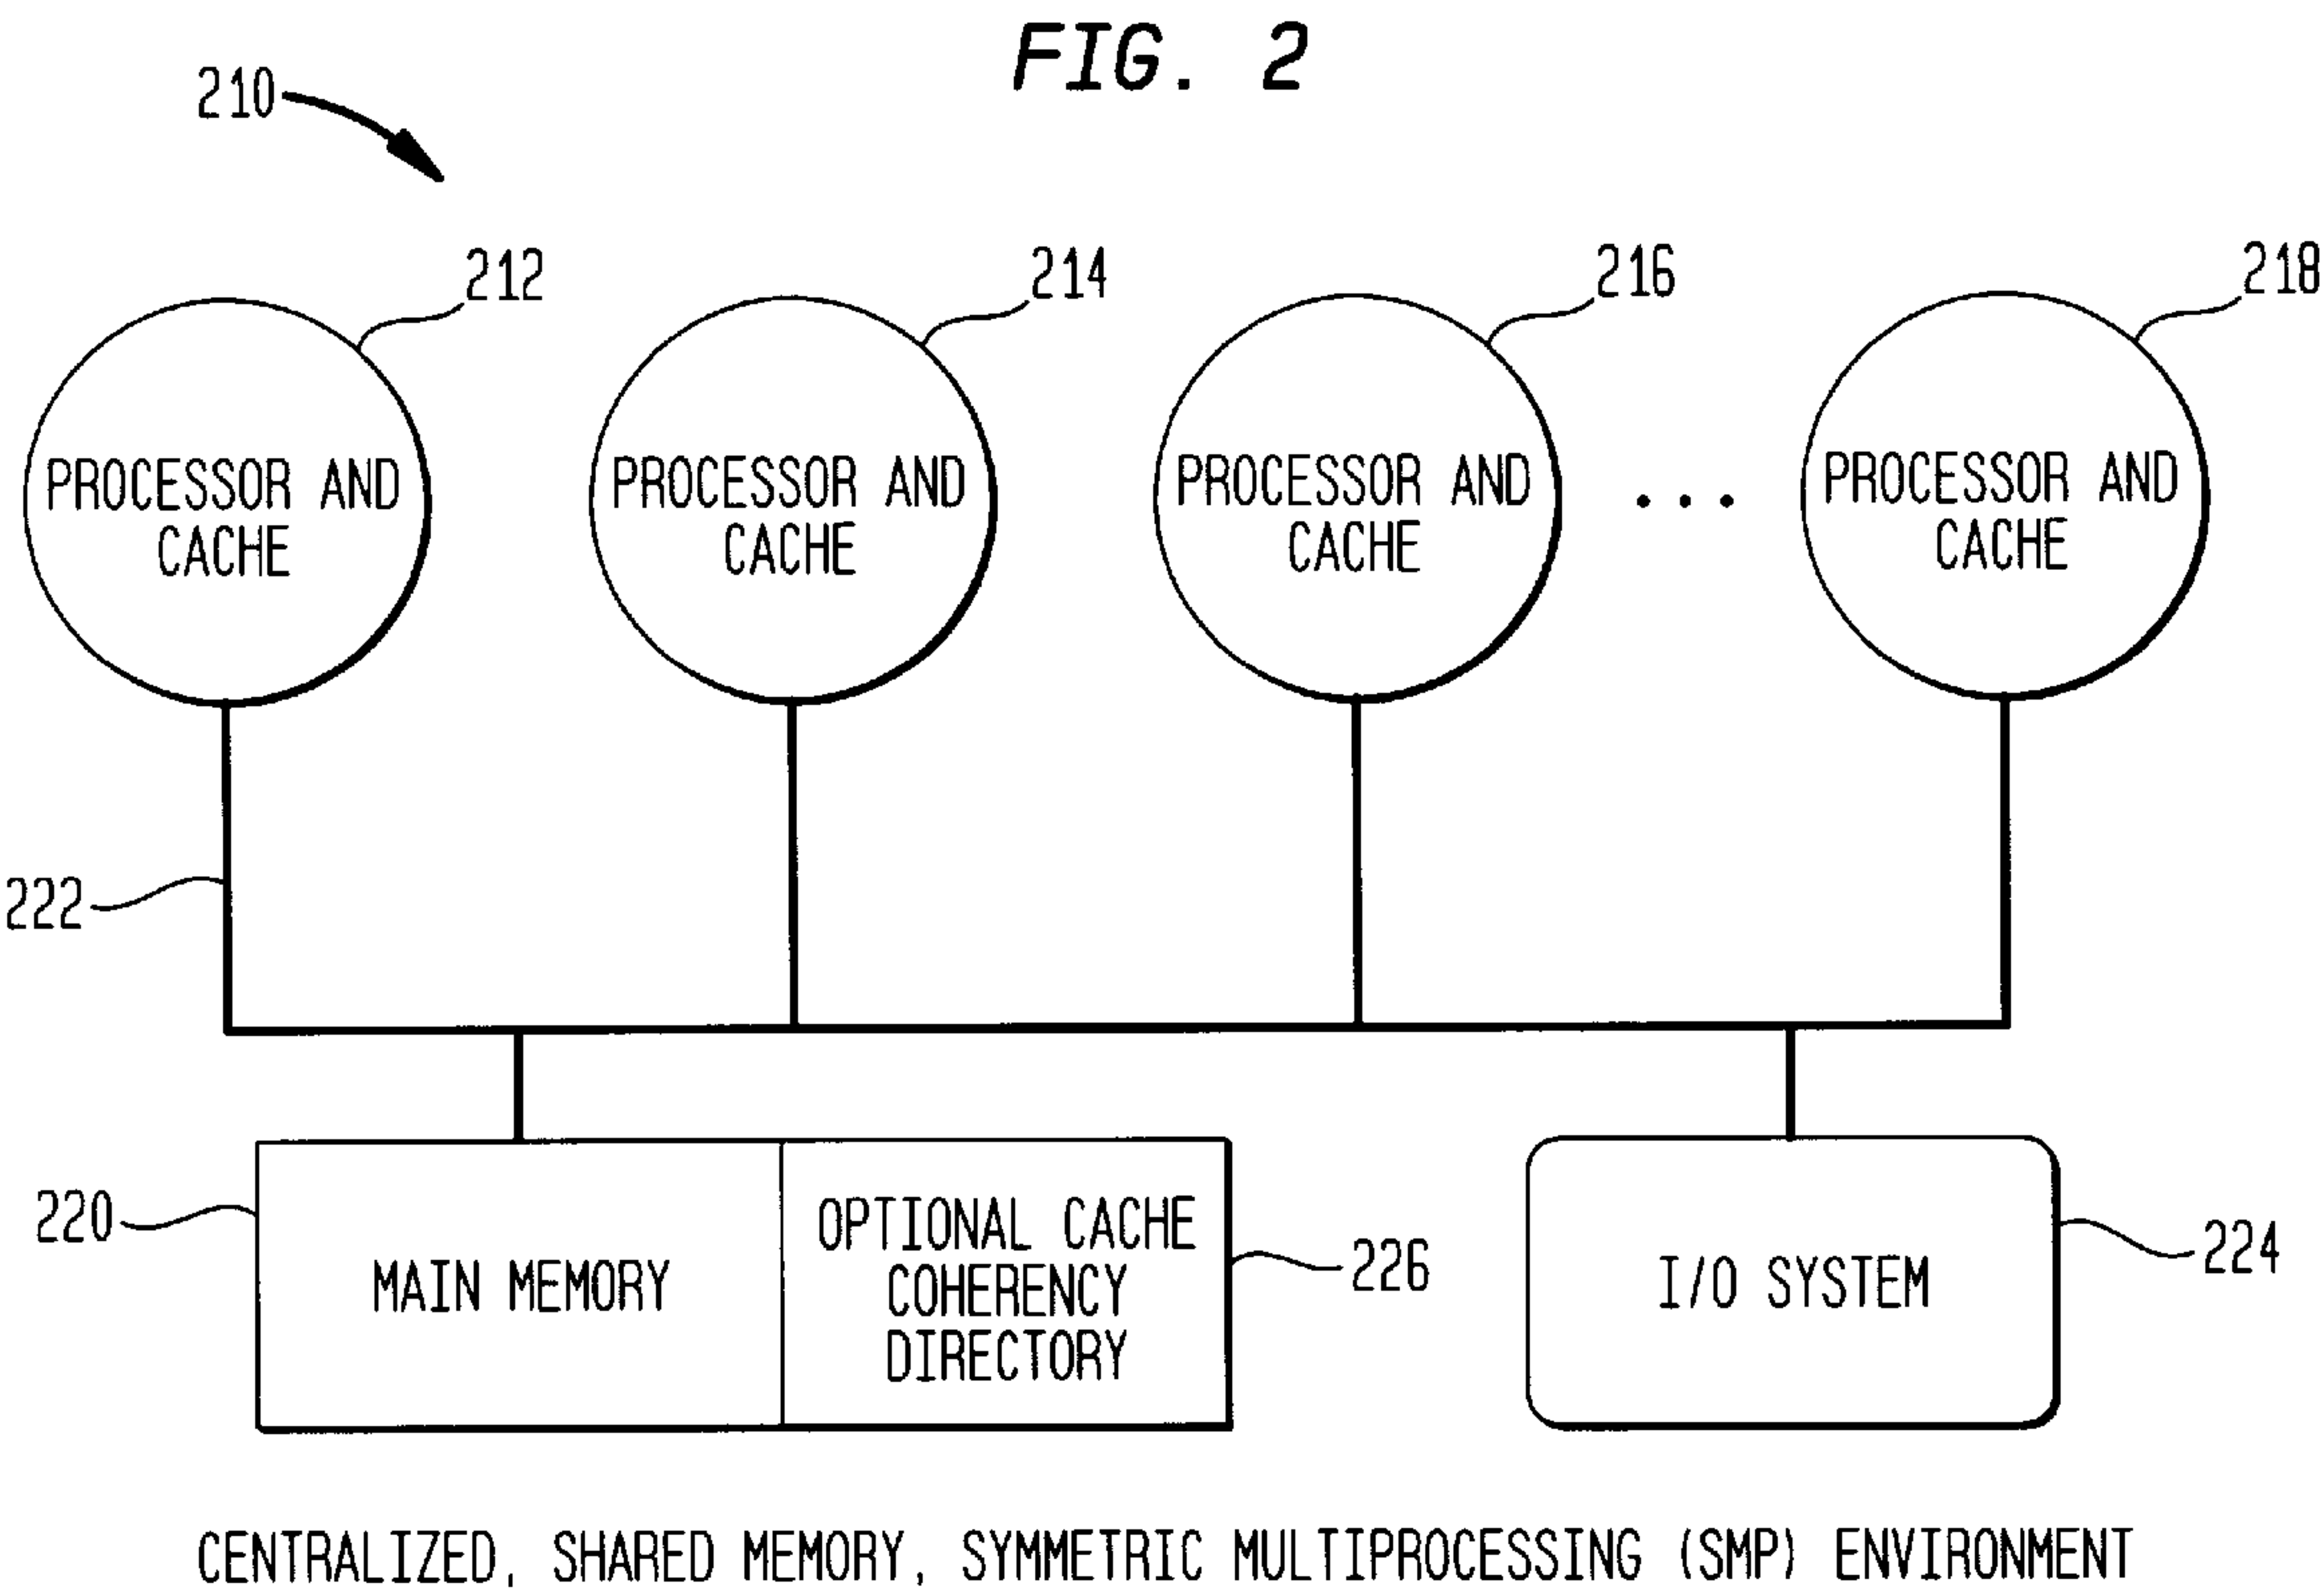 FIG. 2
210
212
214
216
218
PROCESSOR AND
CACHE
PROCESSOR AND
CACHE
PROCESSOR AND
CACHE
• • •
PROCESSOR AND
CACHE
222
220
MAIN MEMORY
OPTIONAL CACHE
COHERENCY
DIRECTORY
226
I/O SYSTEM
224
CENTRALIZED, SHARED MEMORY, SYMMETRIC MULTIPROCESSING (SMP) ENVIRONMENT